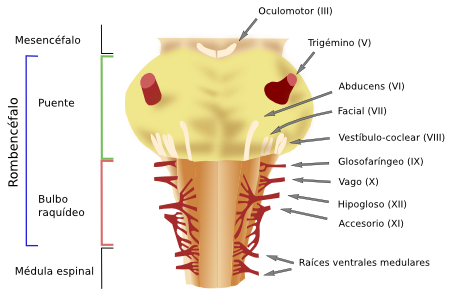 Oculomotor (III)
Mesencéfalo
Trigémino (V)
Rombencéfalo
Puente
Abducens (VI)
Facial (VII)
Vestíbulo-coclear (VIII)
Glosofaríngeo (IX)
Vago (X)
Bulbo
raquídeo
Hipogloso (XII)
Accesorio (XI)
Médula espinal
Raíces ventrales medulares